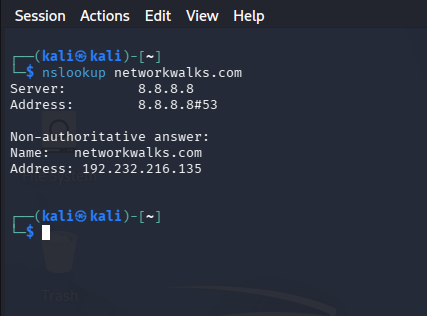 Session Actions Edit View Help
┌──(kali㉿kali)-[~]
└─$ nslookup networkwalks.com
Server:         8.8.8.8
Address:        8.8.8.8#53
Non-authoritative answer:
Name:   networkwalks.com
Address: 192.232.216.135
┌──(kali㉿kali)-[~]
└─$
Trash